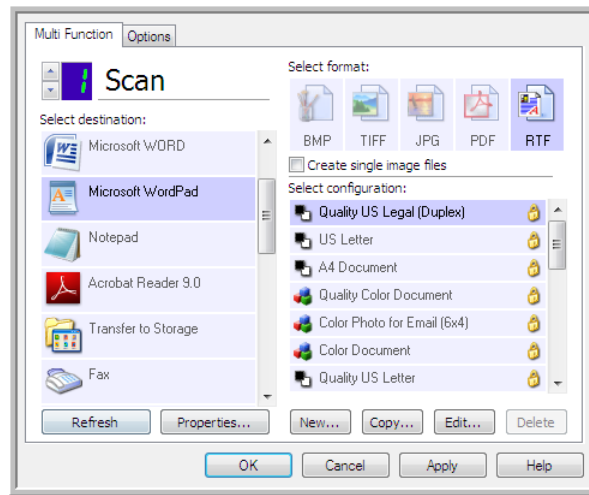 Multi Function
Options
1 Scan
Select destination:
Microsoft WORD
Microsoft WordPad
Notepad
Acrobat Reader 9.0
Transfer to Storage
Fax
Refresh
Properties...
Select format:
BMP TIFF JPG PDF RTF
Create single image files
Select configuration:
Quality US Legal (Duplex)
US Letter
A4 Document
Quality Color Document
Color Photo for Email (6x4)
Color Document
Quality US Letter
New... Copy... Edit... Delete
OK Cancel Apply Help